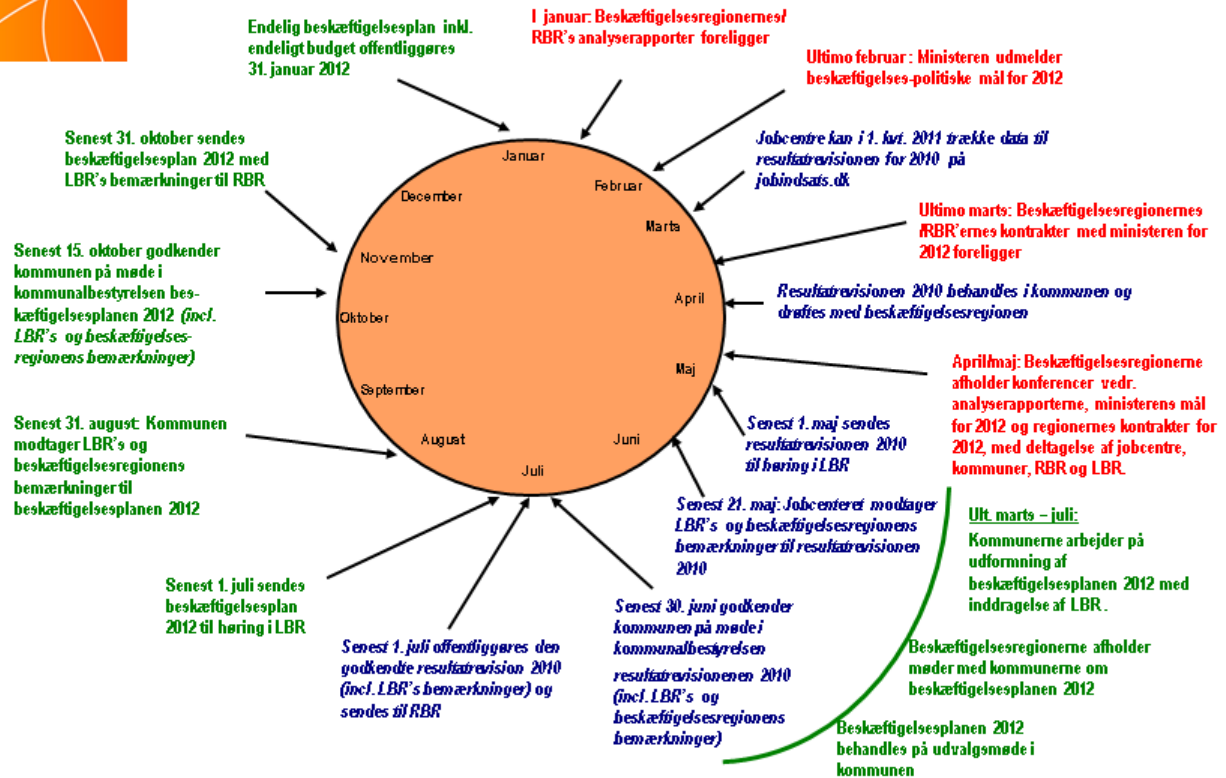 Endelig beskæftigelsesplan inkl.
endeligt budget offentliggøres
31. januar 2012
I januar: Beskæftigelsesregionernes/
RBR's analyserapporter foreligger
Ultimo februar: Ministeren udmelder
beskæftigelses-politiske mål for 2012
Jobcentre kan i 1. kvt. 2011 trække data til
resultatrevisionen for 2010 på
jobindsats.dk
Ultimo marts: Beskæftigelsesregionernes
/RBR'ernes kontrakter med ministeren for
2012 foreligger
Resultatrevisionen 2010 behandles i kommunen og
drøftes med beskæftigelsesregionen
April/maj: Beskæftigelsesregionerne
afholder konferencer vedr.
analyserapporterne, ministerens mål
for 2012 og regionernes kontrakter for
2012, med deltagelse af jobcentre,
kommuner, RBR og LBR.
Senest 1. maj sendes
resultatrevisionen 2010
til høring i LBR
Senest 21. maj: Jobcenteret modtager
LBR's og beskæftigelsesregionens
bemærkninger til resultatrevisionen
2010
Ult. marts – juli:
Kommunerne arbejder på
udformning af
beskæftigelsesplanen 2012 med
inddragelse af LBR.
Beskæftigelsesregionerne afholder
møder med kommunerne om
beskæftigelsesplanen 2012
Beskæftigelsesplanen 2012
behandles på udvalgsmøde i
kommunen
Senest 30. juni godkender
kommunen på møde i
kommunalbestyrelsen
resultatrevisionenen 2010
(incl. LBR's og
beskæftigelsesregionens
bemærkninger)
Senest 1. juli offentliggøres den
godkendte resultatrevision 2010
(incl. LBR's bemærkninger) og
sendes til RBR
Senest 1. juli sendes
beskæftigelsesplan
2012 til høring i LBR
Senest 31. august: Kommunen
modtager LBR's og
beskæftigelsesregionens
bemærkninger til
beskæftigelsesplanen 2012
Senest 15. oktober godkender
kommunen på møde i
kommunalbestyrelsen bes-
kæftigelsesplanen 2012 (incl.
LBR's og beskæftigelses-
regionens bemærkninger)
Senest 31. oktober sendes
beskæftigelsesplan 2012 med
LBR's bemærkninger til RBR
Januar
Februar
Marts
April
Maj
Juni
Juli
August
September
Oktober
November
December